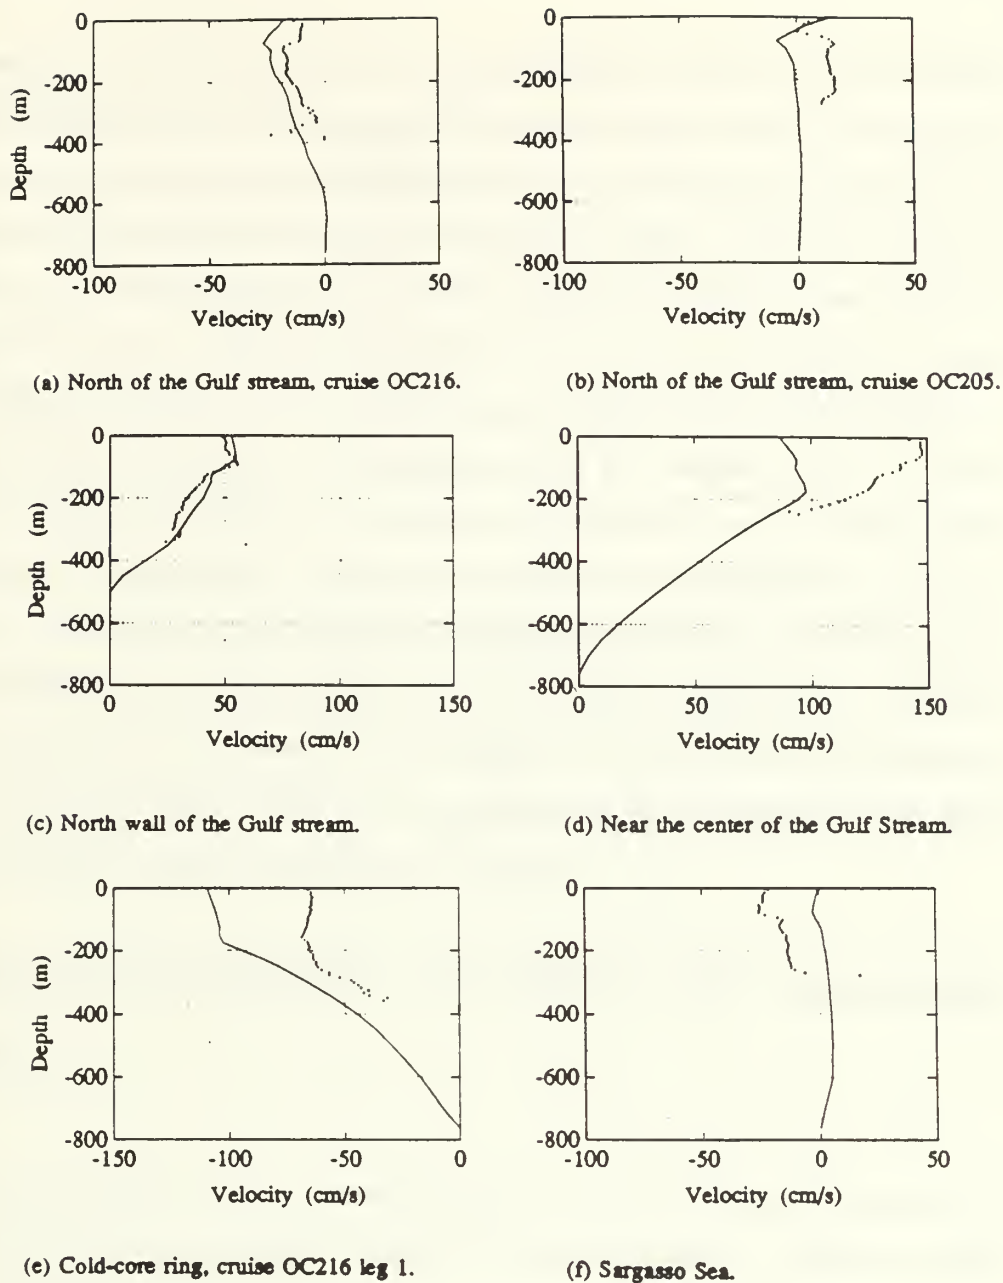 0
-200
-400
-600
-800
-100 -50 0 50
Depth (m)
Velocity (cm/s)
(a) North of the Gulf stream, cruise OC216.
0
-200
-400
-600
-800
-100 -50 0 50
Velocity (cm/s)
(b) North of the Gulf stream, cruise OC205.
0
-200
-400
-600
-800
0 50 100 150
Depth (m)
Velocity (cm/s)
(c) North wall of the Gulf stream.
0
-200
-400
-600
-800
0 50 100 150
Velocity (cm/s)
(d) Near the center of the Gulf Stream.
0
-200
-400
-600
-800
-150 -100 -50 0
Depth (m)
Velocity (cm/s)
(e) Cold-core ring, cruise OC216 leg 1.
0
-200
-400
-600
-800
-100 -50 0 50
Velocity (cm/s)
(f) Sargasso Sea.